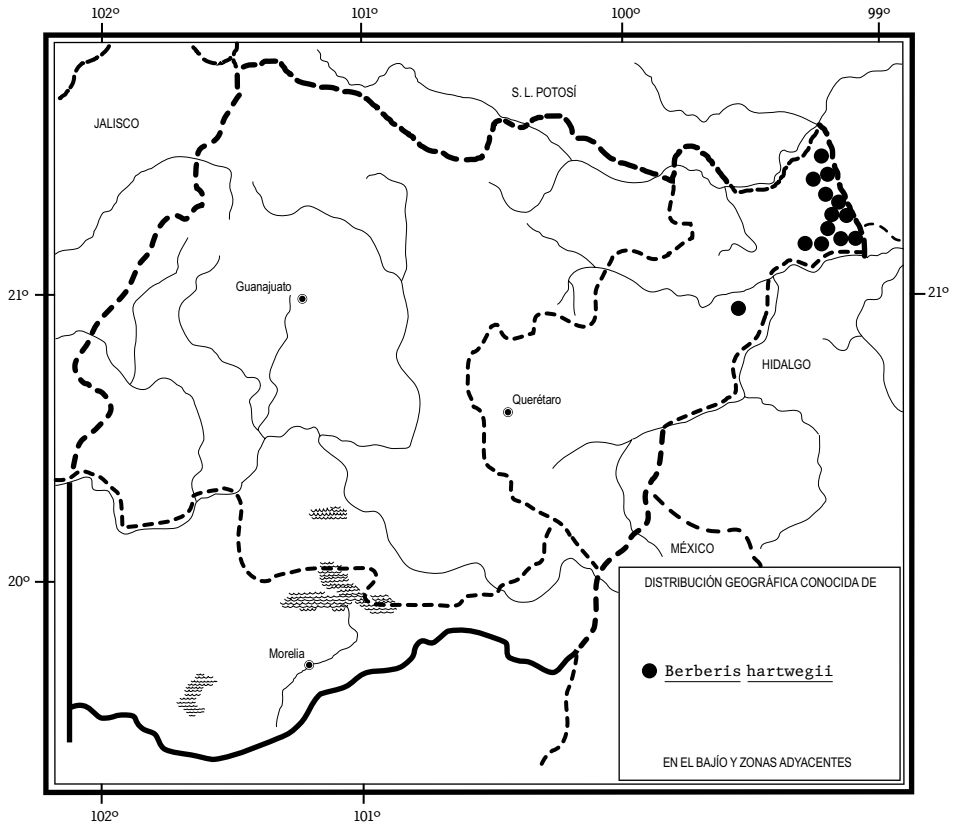 102º 101º 100º 99º
S. L. POTOSÍ
JALISCO
Guanajuato
21º 21º
HIDALGO
Querétaro
MÉXICO
20º
DISTRIBUCIÓN GEOGRÁFICA CONOCIDA DE
Morelia
Berberis hartwegii
EN EL BAJÍO Y ZONAS ADYACENTES
102º 101º